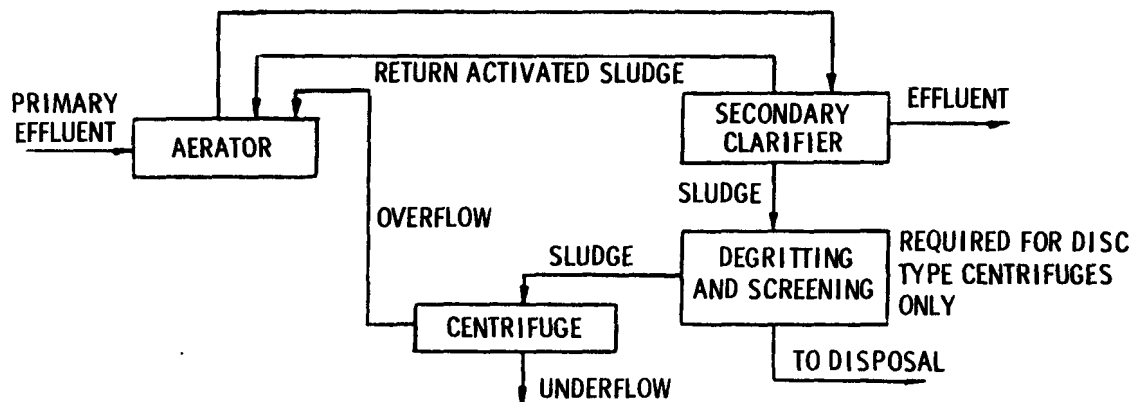 RETURN ACTIVATED SLUDGE
PRIMARY
EFFLUENT
AERATOR
SECONDARY
CLARIFIER
EFFLUENT
SLUDGE
OVERFLOW
SLUDGE
DEGRITTING
AND SCREENING
REQUIRED FOR DISC
TYPE CENTRIFUGES
ONLY
CENTRIFUGE
TO DISPOSAL
UNDERFLOW